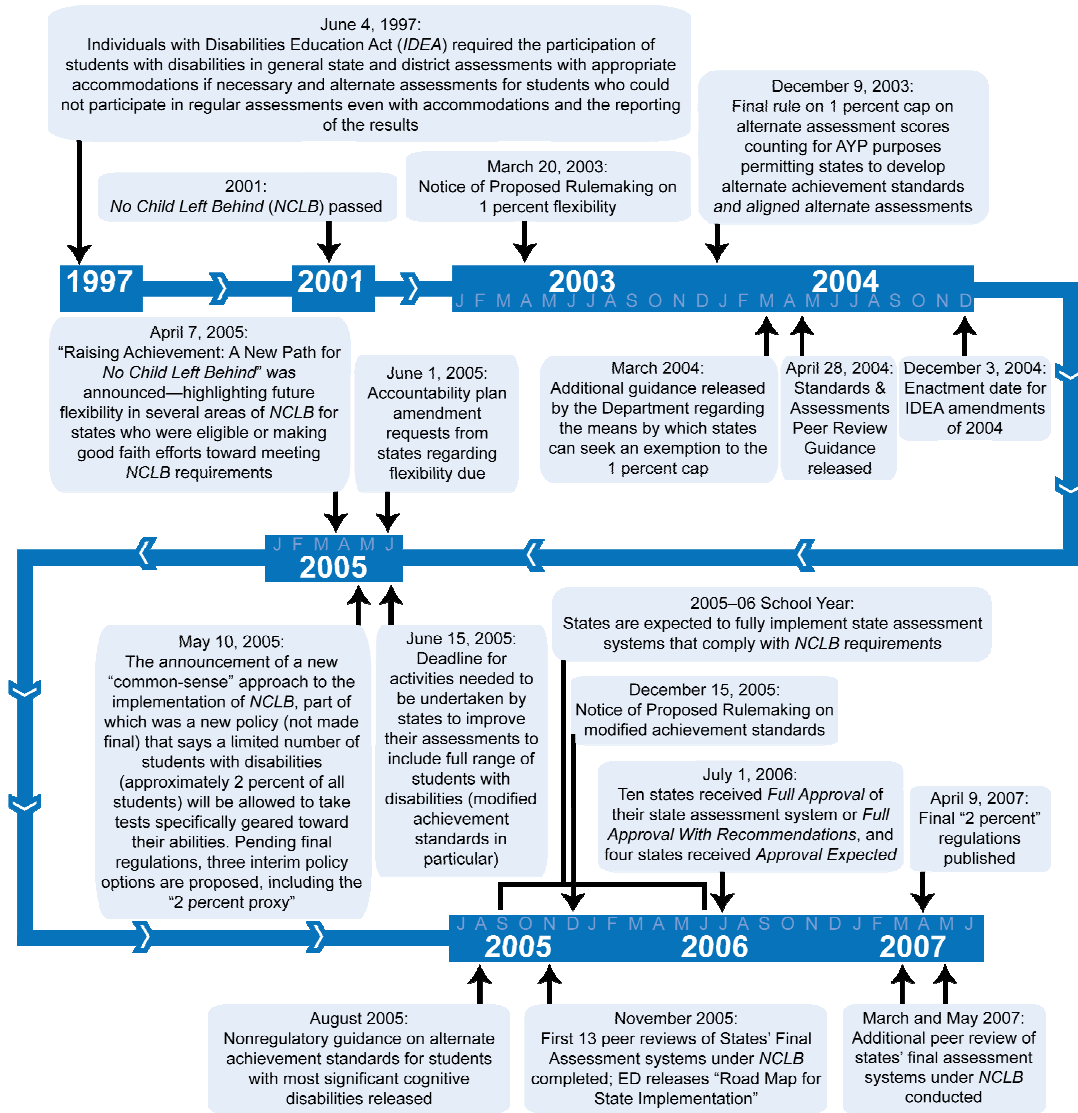 June 4, 1997:
Individuals with Disabilities Education Act (IDEA) required the participation of
students with disabilities in general state and district assessments with appropriate
accommodations if necessary and alternate assessments for students who could
not participate in regular assessments even with accommodations and the reporting
of the results
2001:
No Child Left Behind (NCLB) passed
March 20, 2003:
Notice of Proposed Rulemaking on
1 percent flexibility
December 9, 2003:
Final rule on 1 percent cap on
alternate assessment scores
counting for AYP purposes
permitting states to develop
alternate achievement standards
and aligned alternate assessments
1997
2001
2003
2004
J F M A M J J A S O N D J F M A M J J A S O N D
April 7, 2005:
“Raising Achievement: A New Path for
No Child Left Behind” was
announced—highlighting future
flexibility in several areas of NCLB for
states who were eligible or making
good faith efforts toward meeting
NCLB requirements
June 1, 2005:
Accountability plan
amendment
requests from
states regarding
flexibility due
March 2004:
Additional guidance released
by the Department regarding
the means by which states
can seek an exemption to the
1 percent cap
April 28, 2004:
Standards &
Assessments
Peer Review
Guidance
released
December 3, 2004:
Enactment date for
IDEA amendments
of 2004
J F M A M J
2005
May 10, 2005:
The announcement of a new
“common-sense” approach to the
implementation of NCLB, part of
which was a new policy (not made
final) that says a limited number of
students with disabilities
(approximately 2 percent of all
students) will be allowed to take
tests specifically geared toward
their abilities. Pending final
regulations, three interim policy
options are proposed, including the
“2 percent proxy”
June 15, 2005:
Deadline for
activities needed to
be undertaken by
states to improve
their assessments to
include full range of
students with
disabilities (modified
achievement
standards in
particular)
2005–06 School Year:
States are expected to fully implement state assessment
systems that comply with NCLB requirements
December 15, 2005:
Notice of Proposed Rulemaking on
modified achievement standards
July 1, 2006:
Ten states received Full Approval of
their state assessment system or Full
Approval With Recommendations, and
four states received Approval Expected
April 9, 2007:
Final “2 percent”
regulations
published
J A S O N D J F M A M J J A S O N D J F M A M J
2005
2006
2007
August 2005:
Nonregulatory guidance on alternate
achievement standards for students
with most significant cognitive
disabilities released
November 2005:
First 13 peer reviews of States’ Final
Assessment systems under NCLB
completed; ED releases “Road Map for
State Implementation”
March and May 2007:
Additional peer review of
states’ final assessment
systems under NCLB
conducted